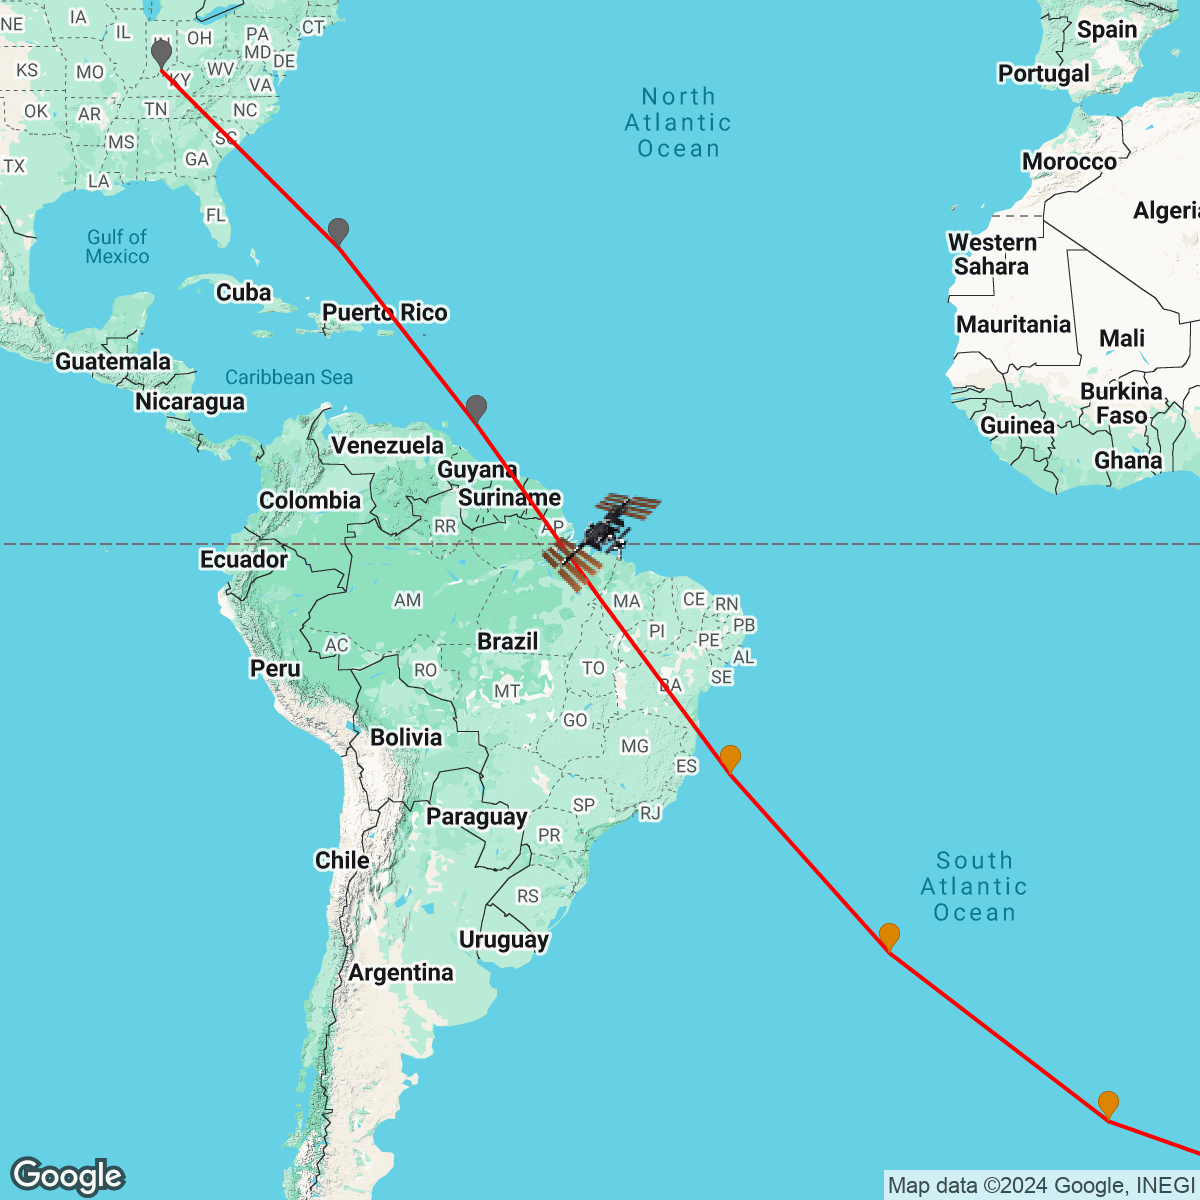 NE
IA
IL
OH
PA
CT
MD
DE
KS
MO
WV
KY
VA
OK
AR
TN
NC
MS
SC
TX
LA
GA
FL
Spain
Portugal
North
Atlantic
Ocean
Morocco
Algeri
Gulf of
Mexico
Western
Sahara
Cuba
Puerto Rico
Mauritania
Mali
Guatemala
Caribbean Sea
Nicaragua
Burkina
Faso
Guinea
Ghana
Venezuela
Guyana
Suriname
Colombia
RR
AP
Ecuador
AM
MA
CE
RN
PB
PI
PE
AC
Brazil
AL
Peru
RO
TO
SE
BA
MT
GO
Bolivia
MG
ES
Paraguay
SP
RJ
PR
Chile
South
Atlantic
Ocean
RS
Uruguay
Argentina
Google
Map data ©2024 Google, INEGI